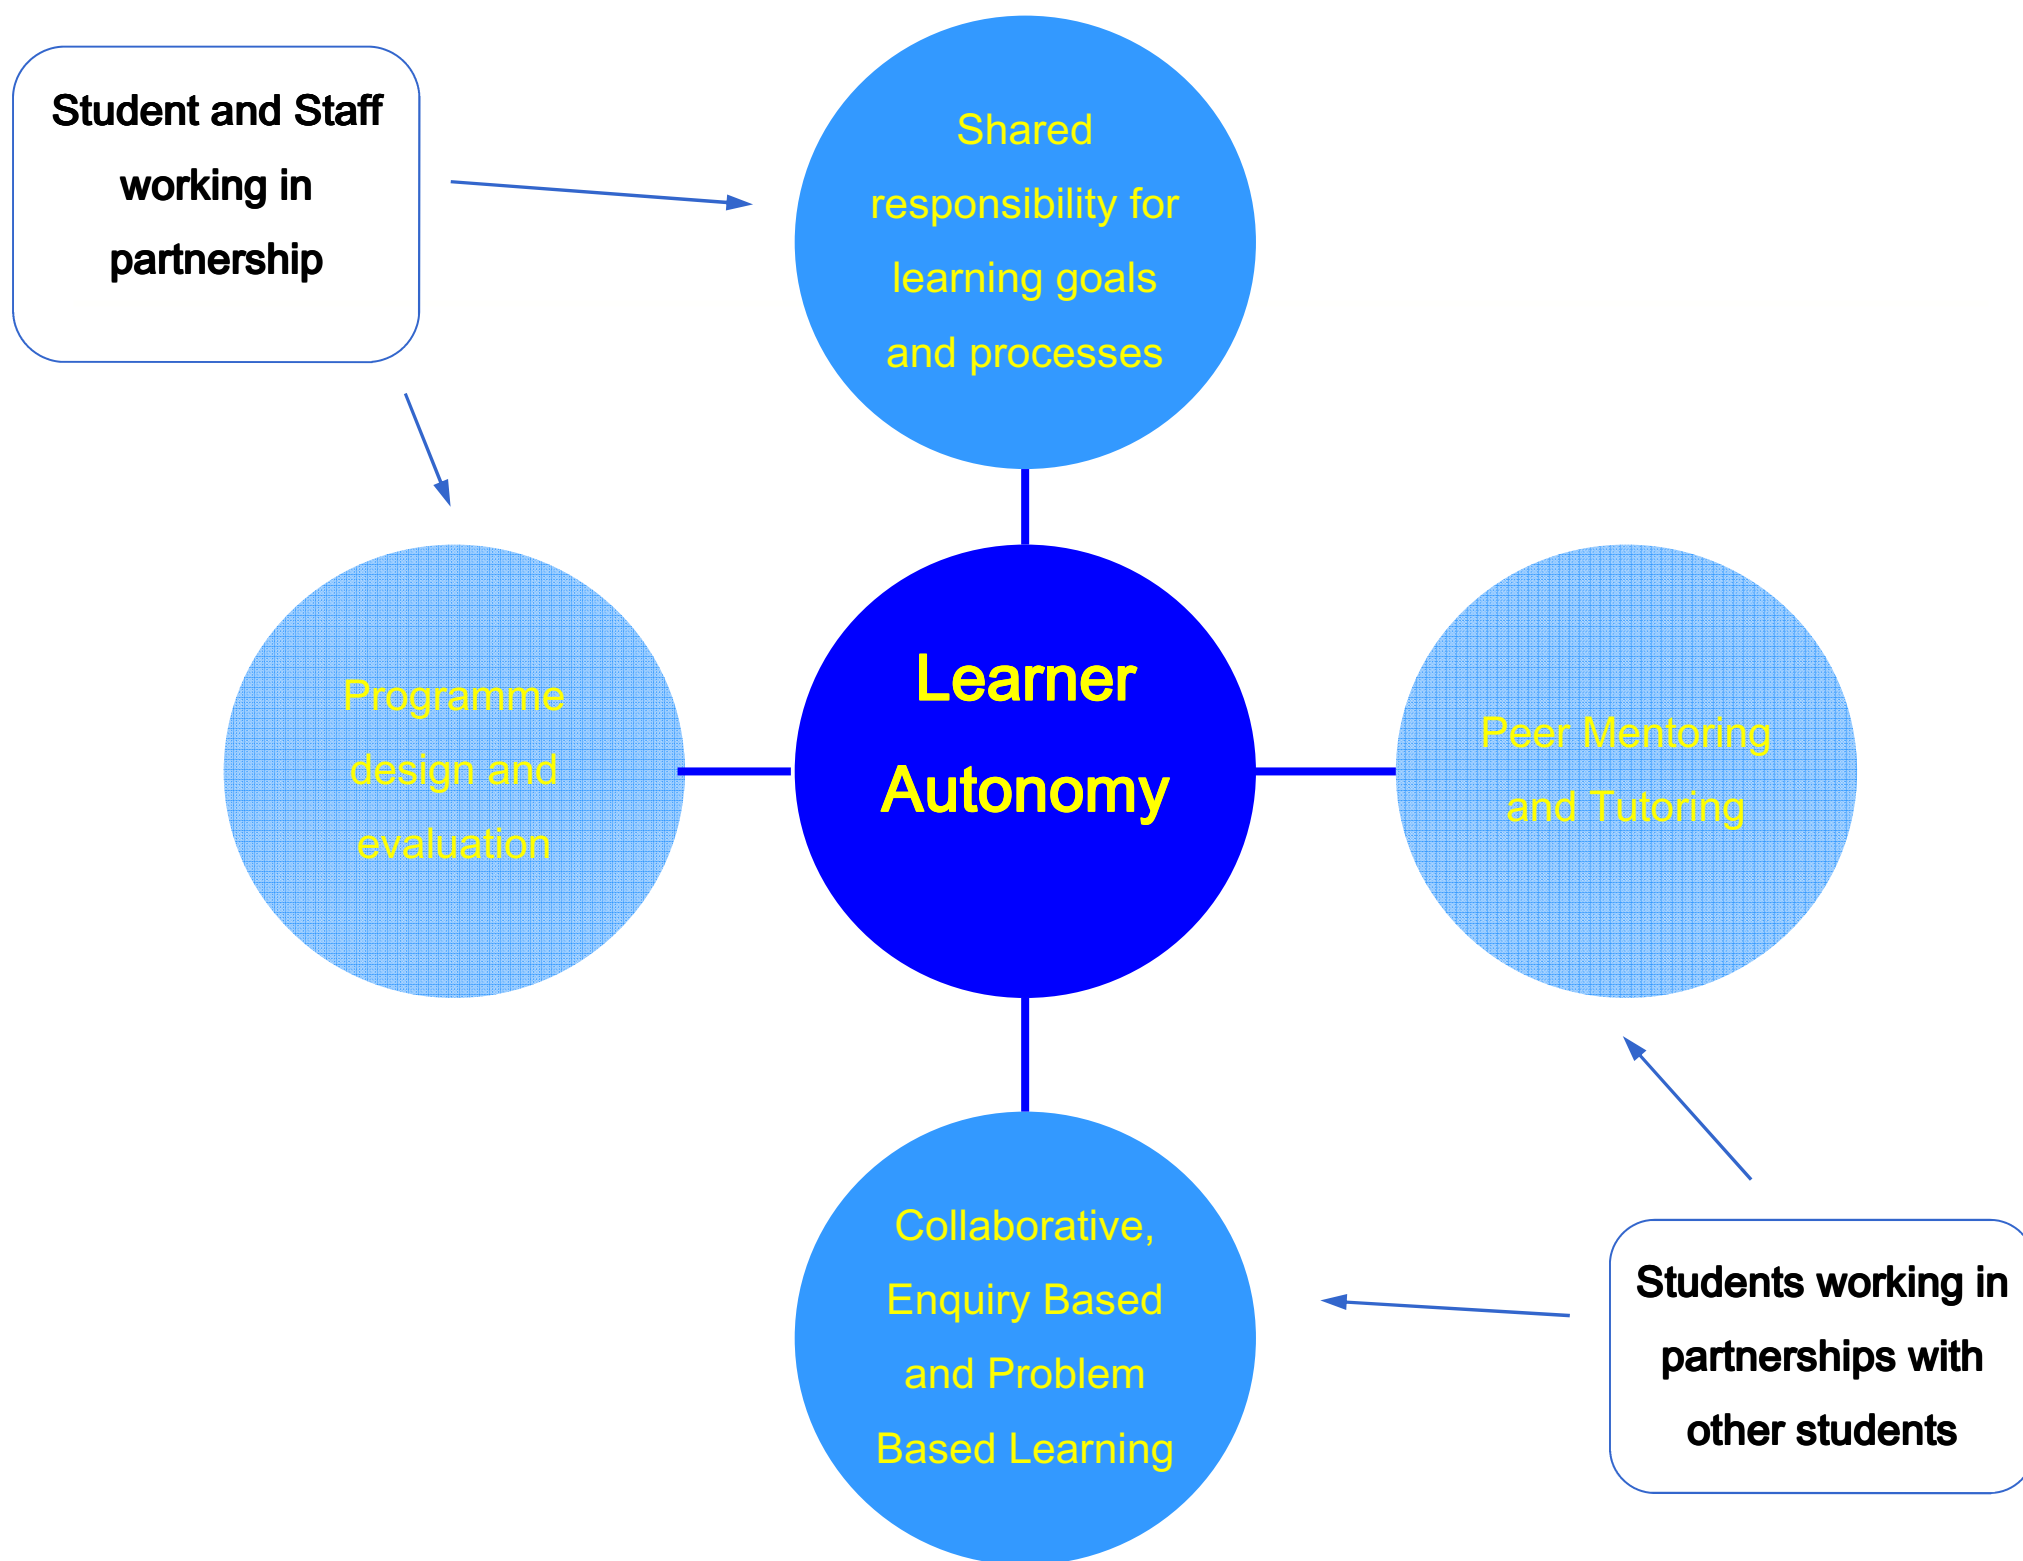 Student and Staff
working in
partnership
Shared
responsibility for
learning goals
and processes
Programme
design and
evaluation
Learner
Autonomy
Peer Mentoring
and Tutoring
Collaborative,
Enquiry Based
and Problem
Based Learning
Students working in
partnerships with
other students